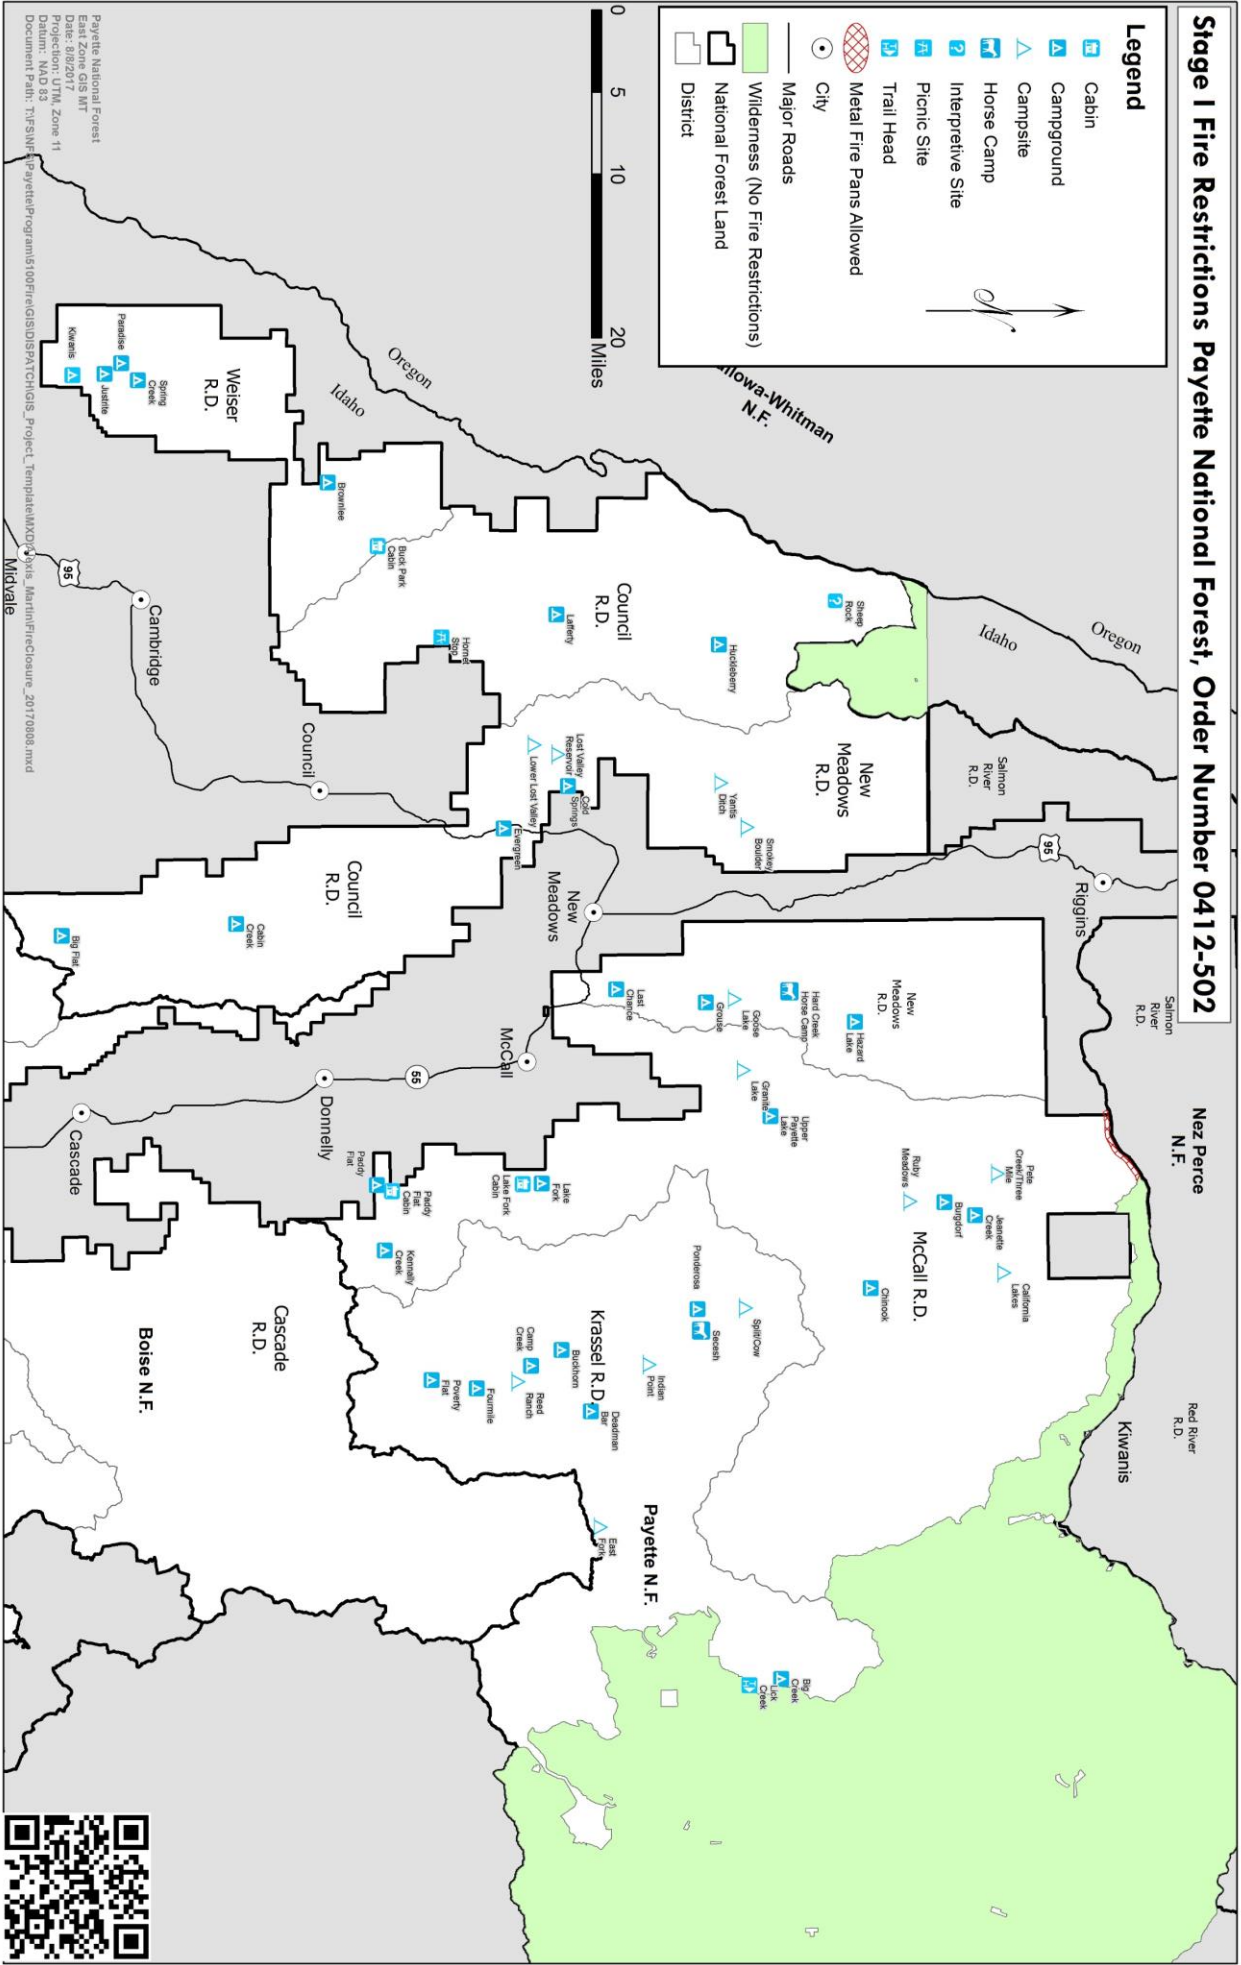 Stage I Fire Restrictions Payette National Forest, Order Number 0412-502
Legend
Cabin
Campground
Campsite
Horse Camp
Interpretive Site
Picnic Site
Trail Head
Metal Fire Pans Allowed
City
Major Roads
Wilderness (No Fire Restrictions)
National Forest Land
District
N
0 5 10 20
Miles
Payette National Forest
East Zone GIS MT
Date: 8/8/2017
Projection: UTM, Zone 11
Datum: NAD 83
Whitman
N.F.
Oregon
Idaho
Oregon
Idaho
Salmon
River
R.D.
95
Riggins
Salmon
River
R.D.
Nez Perce
N.F.
Red River
R.D.
Kiwanis
Sheep
Rock
Huckleberry
Council
R.D.
Lafferty
New
Meadows
R.D.
Yantis
Ditch
Smokey
Boulder
Lost Valley
Reservoir
Cold
Springs
Lower Lost Valley
Evergreen
Hornet
Stop
Buck Park
Cabin
Brownlee
Weiser
R.D.
Spring
Creek
Paradise
Justrite
Kiwanis
Midvale
95
Cambridge
Council
Council
R.D.
Cabin
Creek
Big Flat
New
Meadows
New
Meadows
R.D.
Hazard
Lake
Hard Creek
Horse Camp
Goose
Lake
Grouse
Last
Chance
Granite
Lake
Upper
Payette
Lake
McCall
55
Donnelly
Cascade
Pete
Creek/Three
Mile
Jeanette
Creek
Burgdorf
Ruby
Meadows
California
Lakes
McCall R.D.
Chinook
Split/Cow
Ponderosa
Secesh
Indian
Point
Krassel R.D.
Deadman
Bar
Buckhorn
Camp
Creek
Reed
Ranch
Fourmile
Poverty
Flat
Lake
Fork
Lake Fork
Cabin
Paddy
Flat
Paddy
Flat
Cabin
Kennally
Creek
Cascade
R.D.
Boise N.F.
Payette N.F.
East
Fork
Big
Creek
Lick
Creek